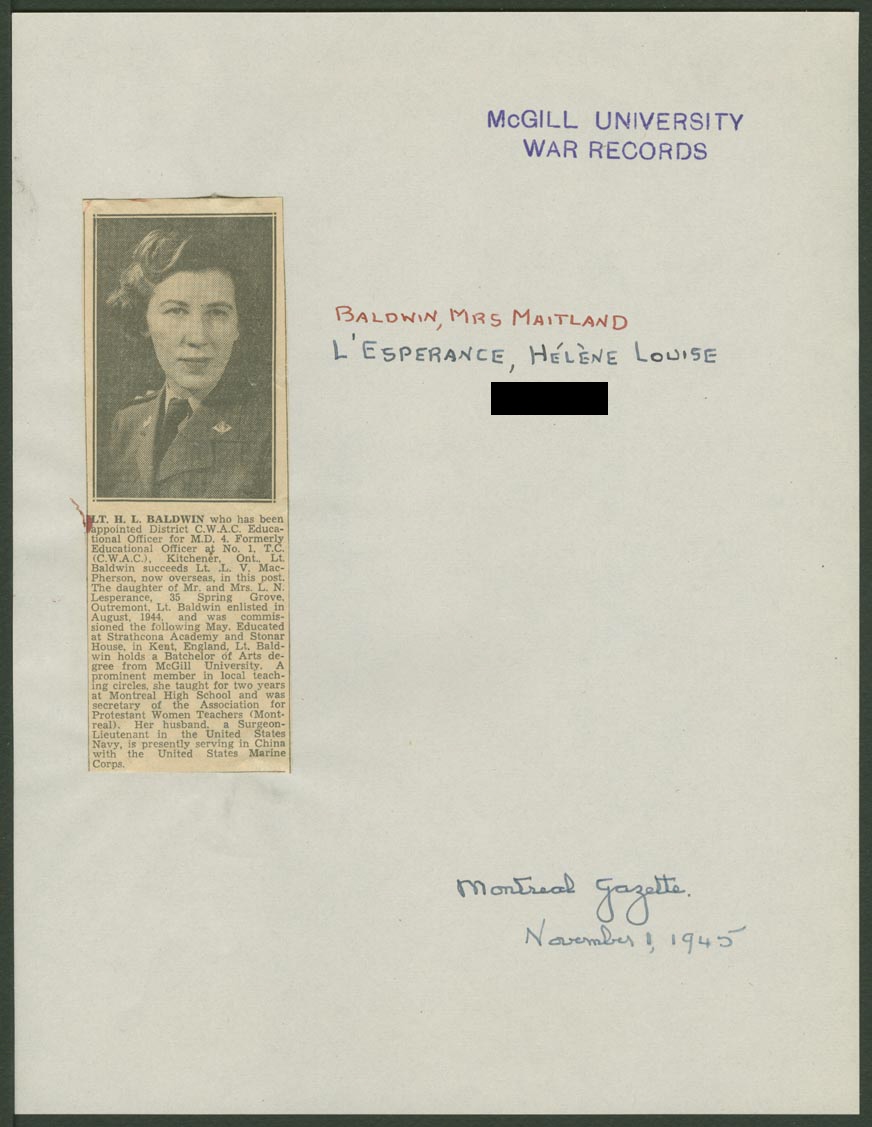 McGILL UNIVERSITY
WAR RECORDS
BALDWIN, MRS MAITLAND
L'ESPERANCE, HÉLÈNE LOUISE
LT. H. L. BALDWIN who has been
appointed District C.W.A.C. Educa-
tional Officer for M.D. 4. Formerly
Educational Officer at No. 1. T.C.
(C.W.A.C.), Kitchener, Ont., Lt.
Baldwin succeeds Lt. L. V. Mac-
Pherson, now overseas, in this post.
The daughter of Mr. and Mrs. L. N.
Lesperance, 35 Spring Grove,
Outremont, Lt. Baldwin enlisted in
August, 1944, and was commis-
sioned the following May. Educated
at Strathcona Academy and Stonar
House, in Kent, England, Lt. Bald-
win holds a Batchelor of Arts de-
gree from McGill University. A
prominent member in local teach-
ing circles, she taught for two years
at Montreal High School and was
secretary of the Association for
Protestant Women Teachers (Mont-
real). Her husband, a Surgeon-
Lieutenant in the United States
Navy, is presently serving in China
with the United States Marine
Corps.
Montreal Gazette.
November 1, 1945